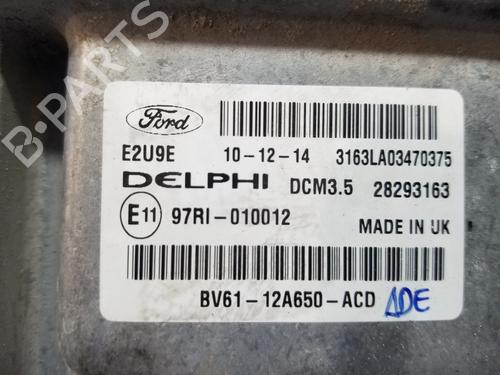 B-PARTS
Ford
E2U9E 10-12-14 3163LA03470375
DELPHI DCM3.5 28293163
E11 97RI-010012 MADE IN UK
BV61-12A650-ACD ADE